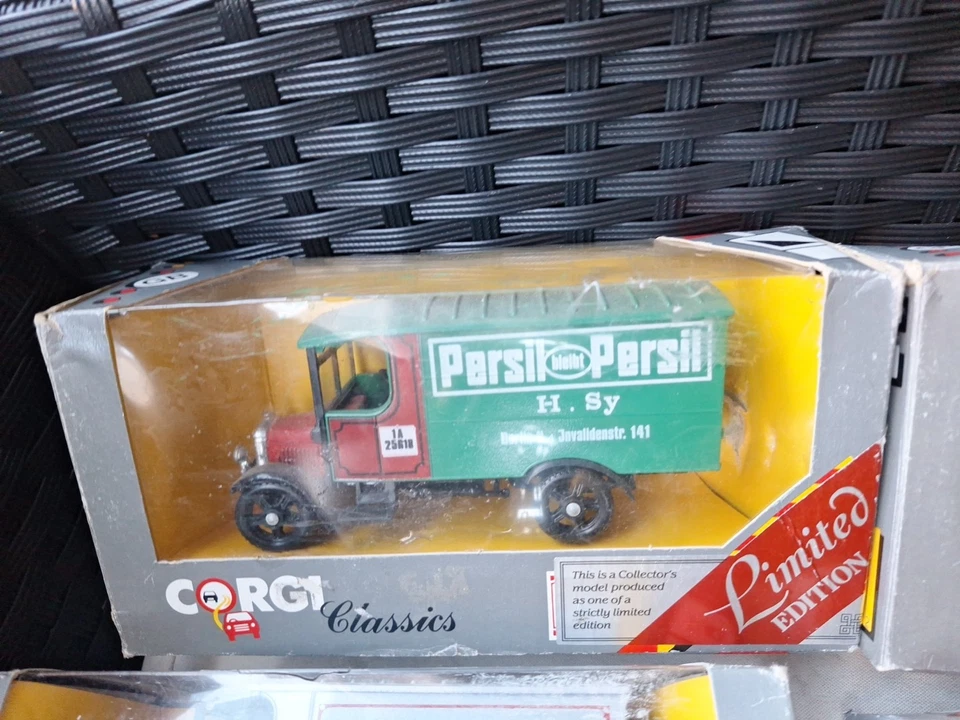 Persil bleibt Persil
H. Sy
Invalidenstr. 141
1A
25618
CORGI
Classics
This is a Collector's
model produced
as one of a
strictly limited
edition
Limited
EDITION